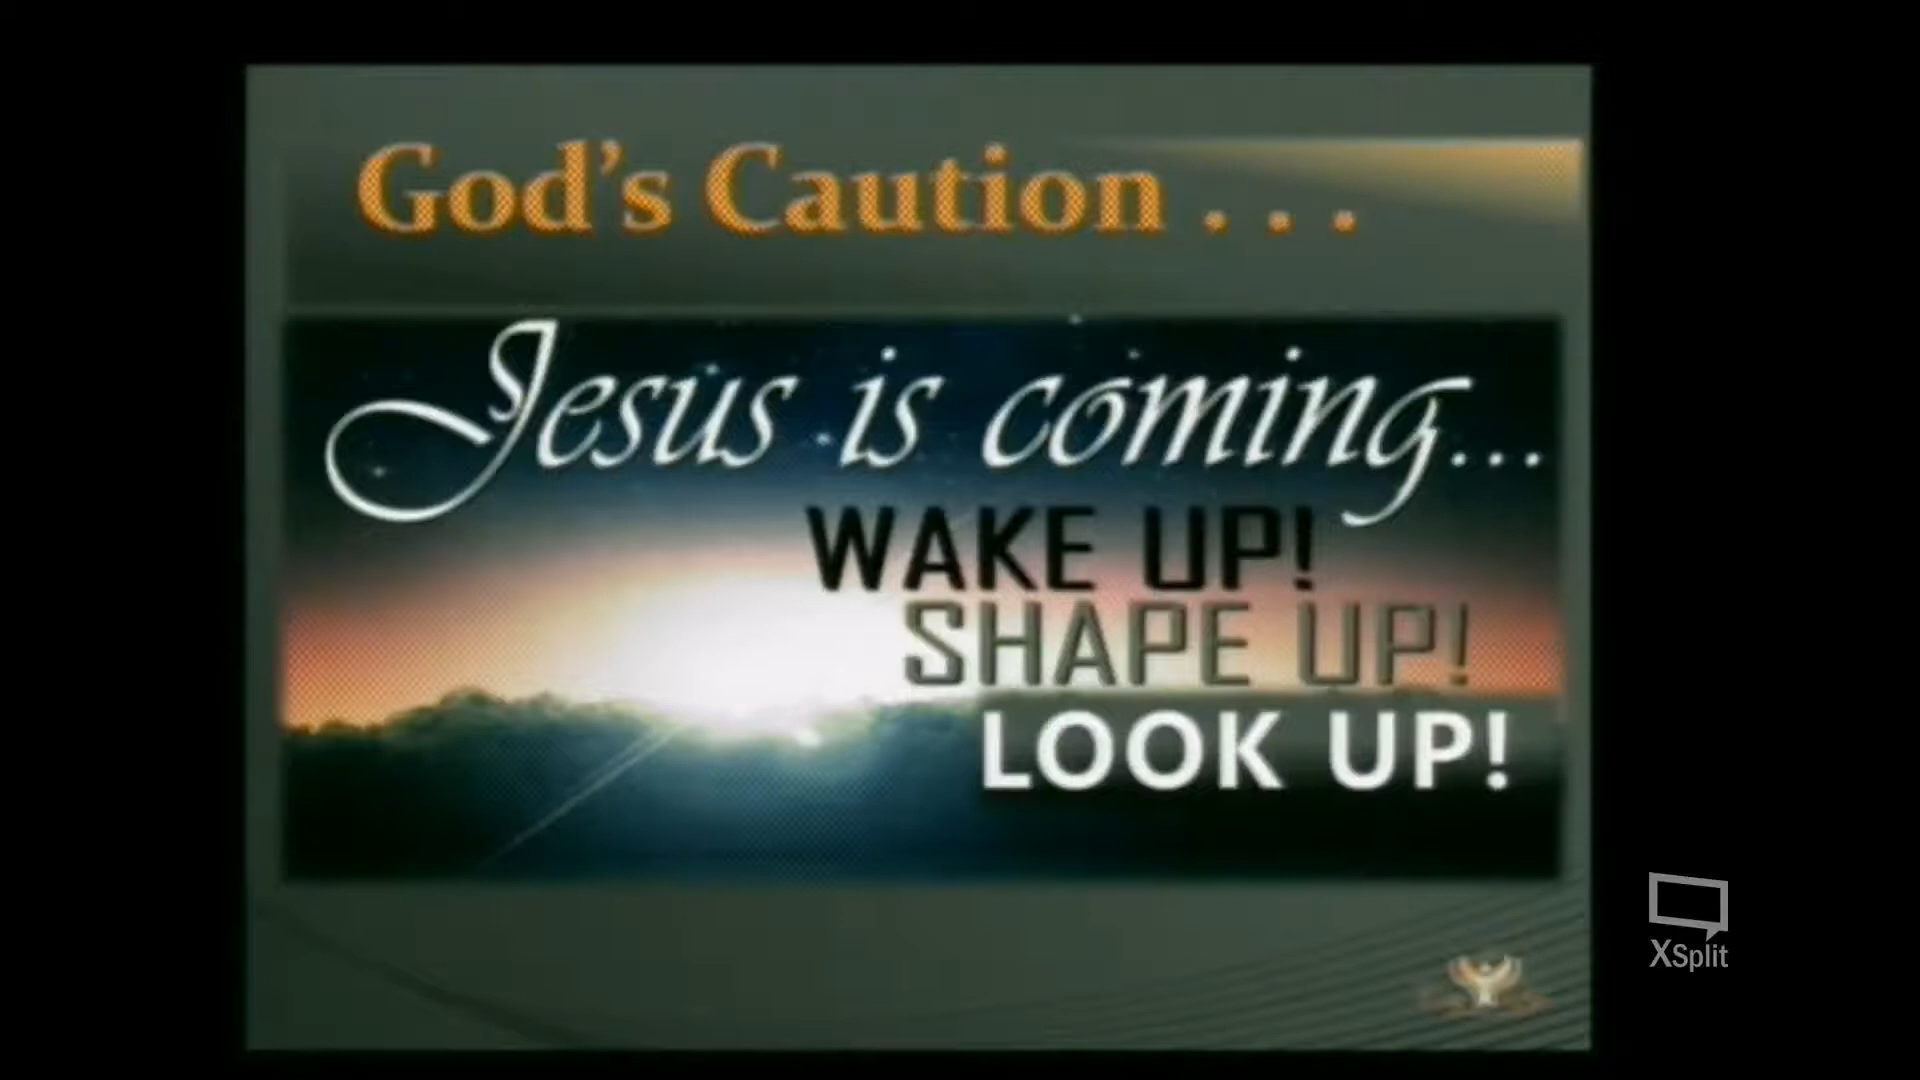 God's Caution . . .
Jesus is coming...
WAKE UP!
SHAPE UP!
LOOK UP!
XSplit